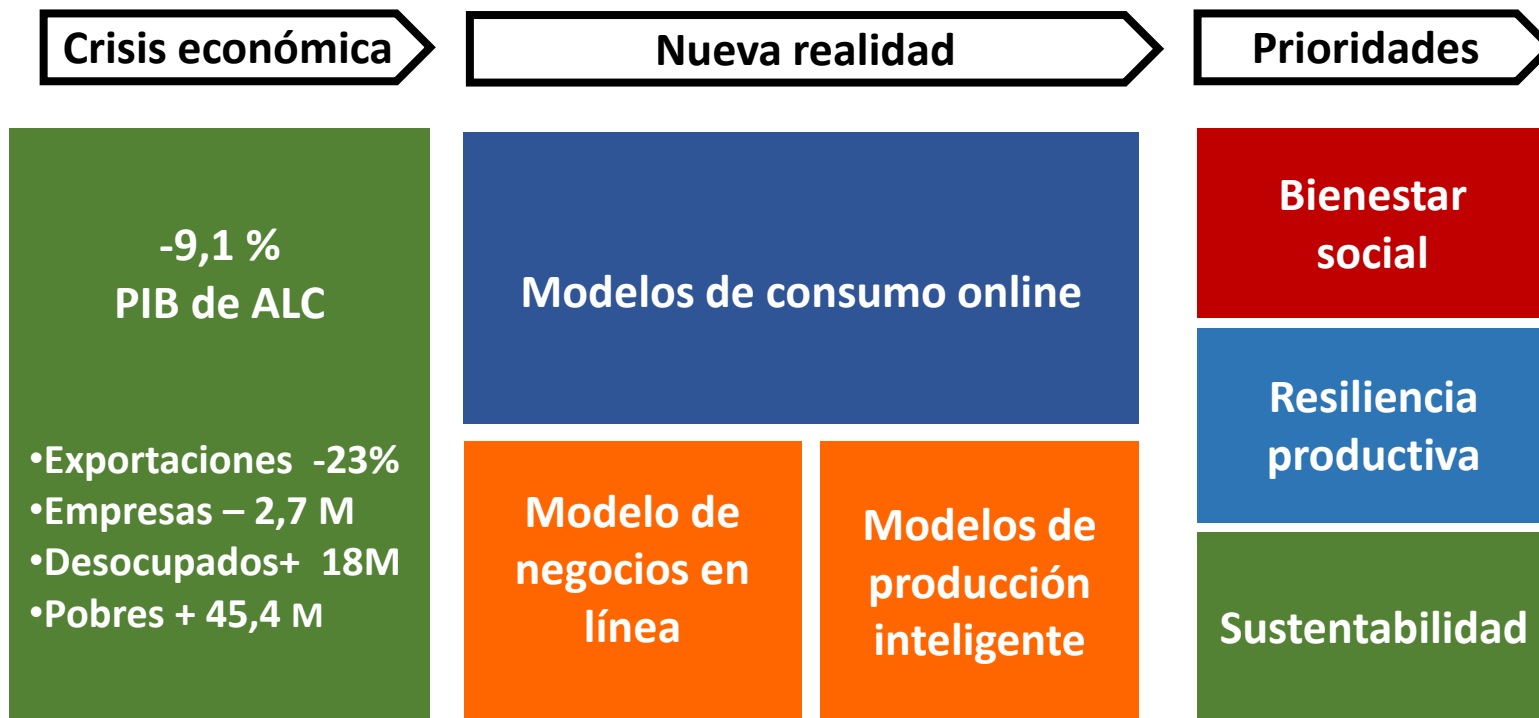 Crisis económica
Nueva realidad
Prioridades
-9,1 %
PIB de ALC
•Exportaciones -23%
•Empresas – 2,7 M
•Desocupados+ 18M
•Pobres + 45,4 M
Modelos de consumo online
Modelo de
negocios en
línea
Modelos de
producción
inteligente
Bienestar
social
Resiliencia
productiva
Sustentabilidad